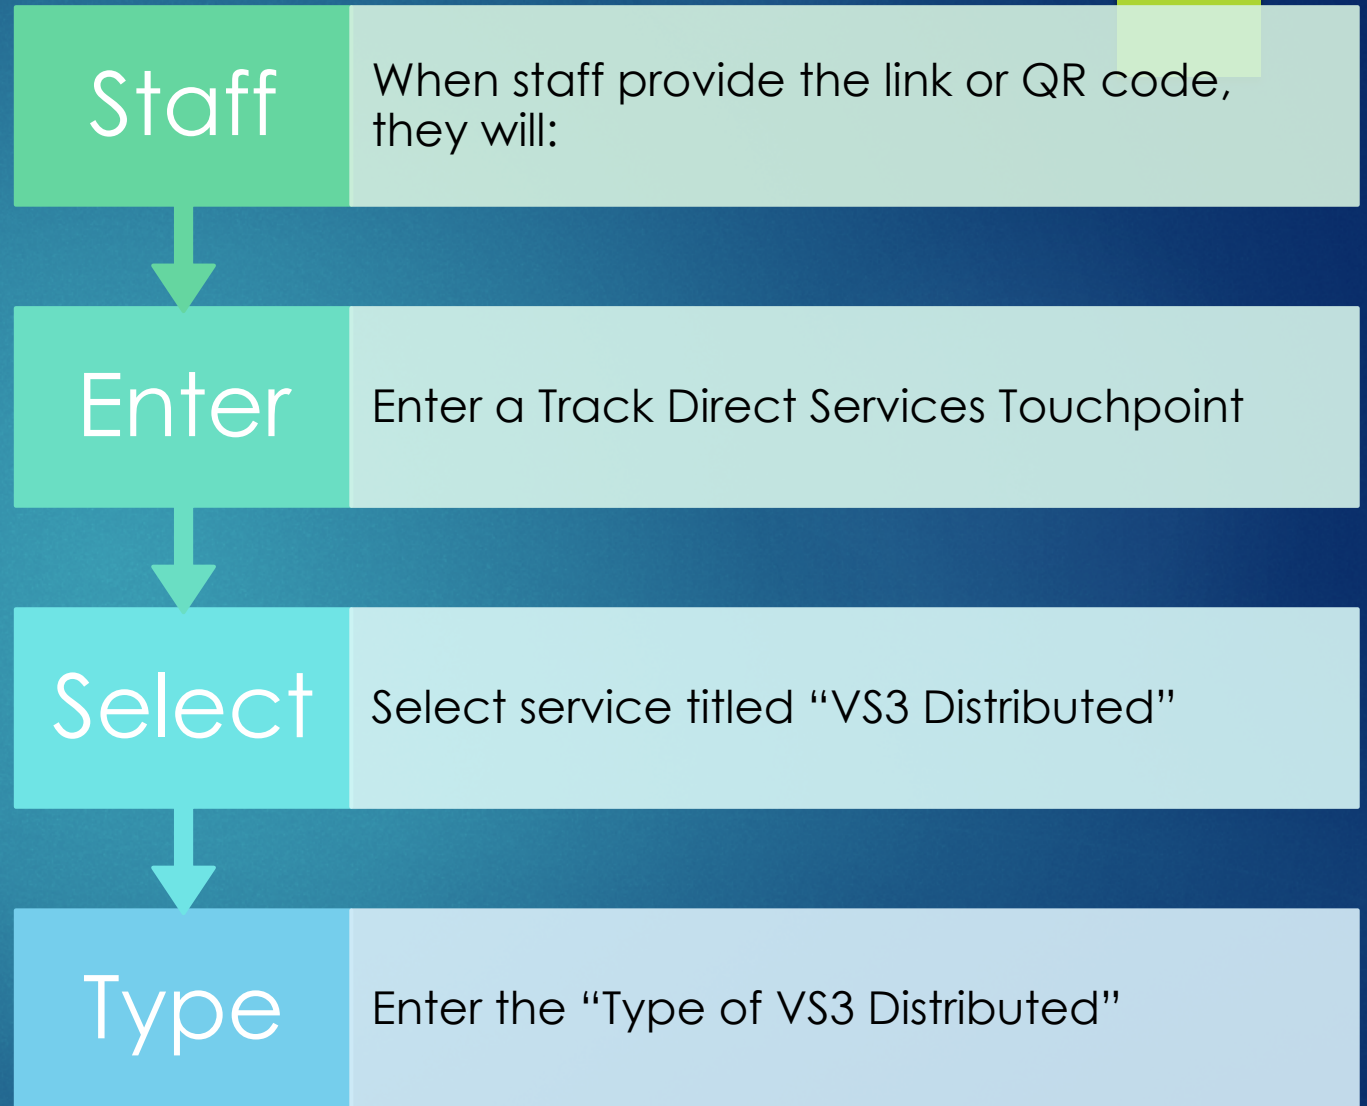 Staff
When staff provide the link or QR code,
they will:
Enter
Enter a Track Direct Services Touchpoint
Select
Select service titled “VS3 Distributed”
Type
Enter the “Type of VS3 Distributed”